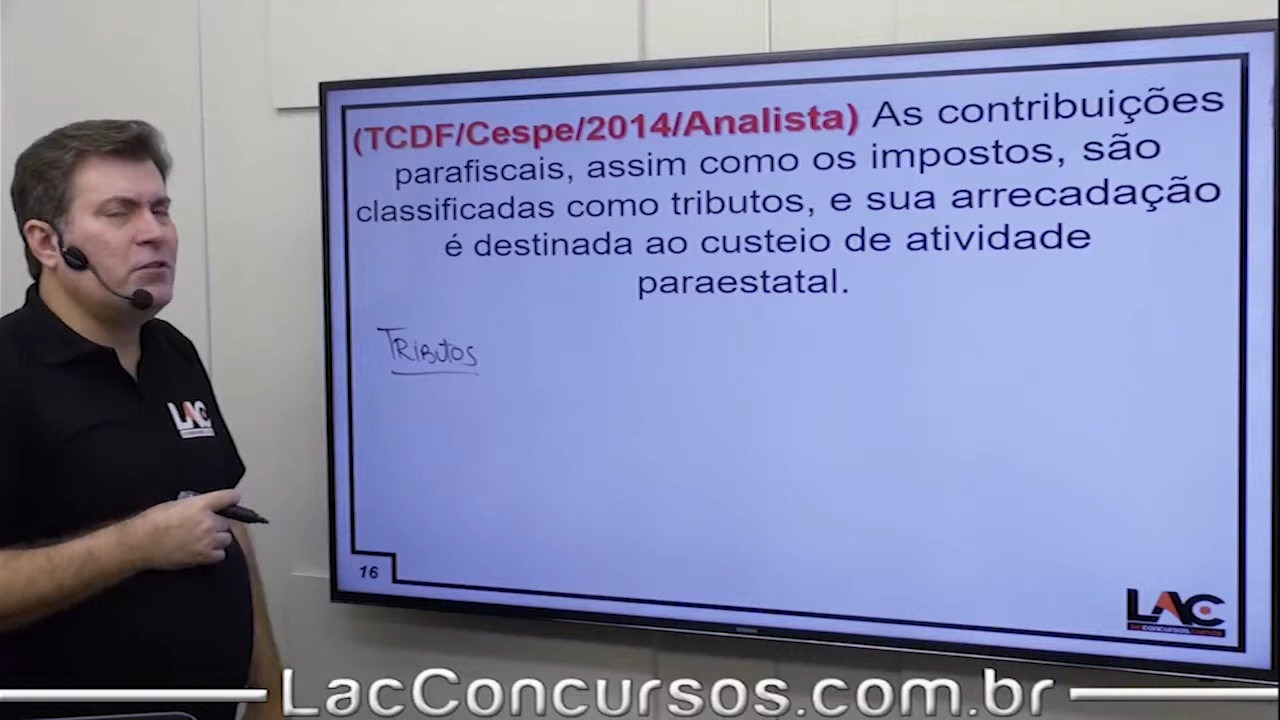 (TCDF/Cespe/2014/Analista) As contribuições
parafiscais, assim como os impostos, são
classificadas como tributos, e sua arrecadação
é destinada ao custeio de atividade
paraestatal.
TRIBUTOS
LAC
16
LAC
LacConcursos.com.br